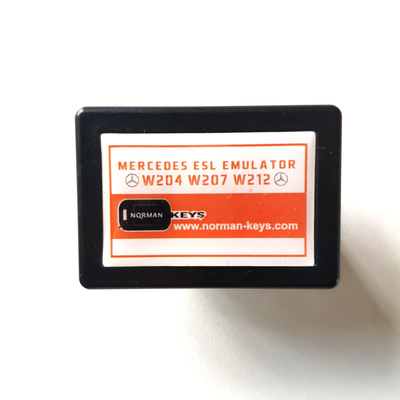 MERCEDES ESL EMULATOR
W204 W207 W212
NORMAN KEYS
www.norman-keys.com